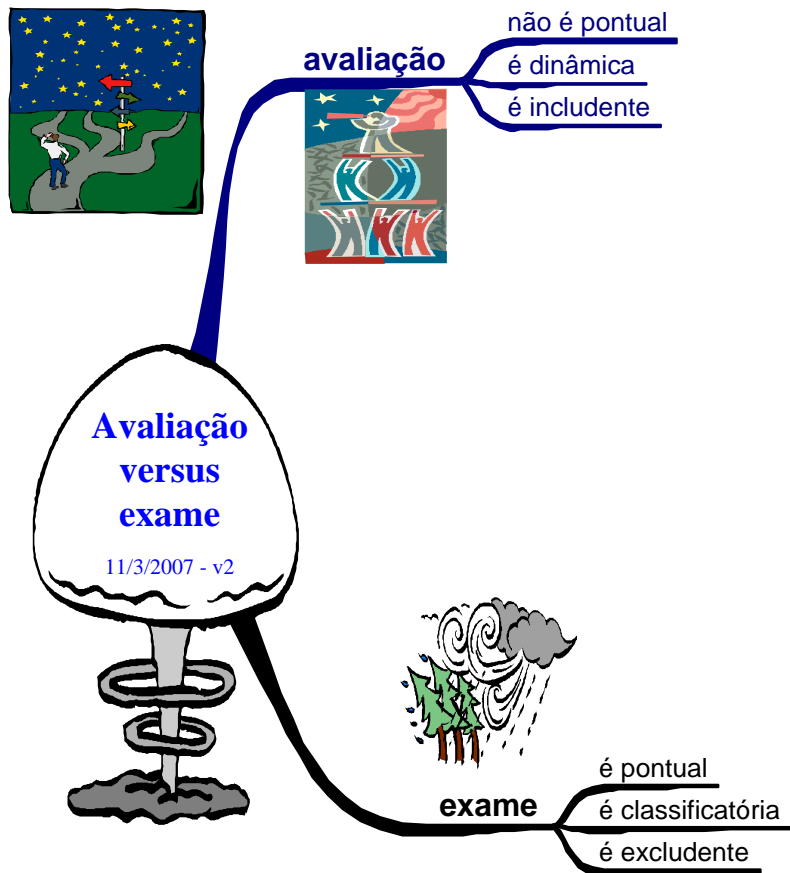 avaliação
não é pontual
é dinâmica
é includente
Avaliação
versus
exame
11/3/2007 - v2
exame
é pontual
é classificatória
é excludente